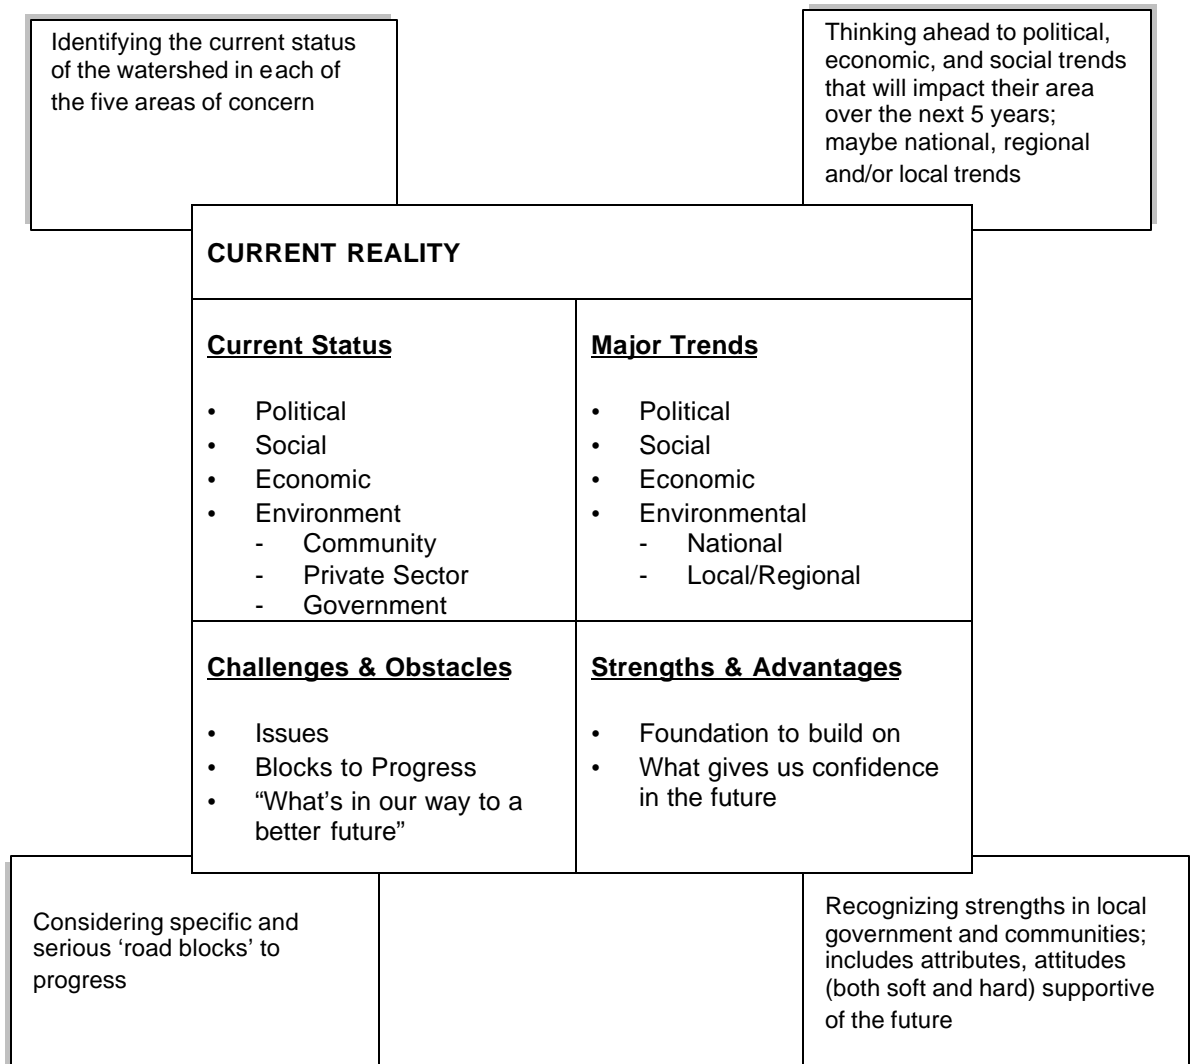 Identifying the current status
of the watershed in each of
the five areas of concern
Thinking ahead to political,
economic, and social trends
that will impact their area
over the next 5 years;
maybe national, regional
and/or local trends
CURRENT REALITY
Current Status
• Political
• Social
• Economic
• Environment
- Community
- Private Sector
- Government
Major Trends
• Political
• Social
• Economic
• Environmental
- National
- Local/Regional
Challenges & Obstacles
• Issues
• Blocks to Progress
• “What’s in our way to a
better future”
Strengths & Advantages
• Foundation to build on
• What gives us confidence
in the future
Considering specific and
serious ‘road blocks’ to
progress
Recognizing strengths in local
government and communities;
includes attributes, attitudes
(both soft and hard) supportive
of the future